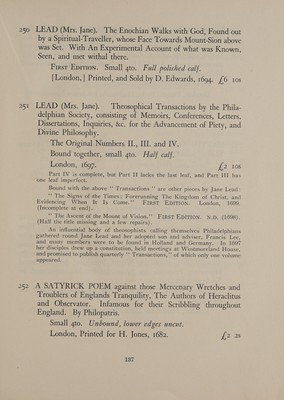 250 LEAD (Mrs. Jane). The Enochian Walks with God, Found out
by a Spiritual-Traveller, whose Face Towards Mount-Sion above
was Set. With An Experimental Account of what was Known,
Seen, and met withal there.
First Edition. Small 4to. Full polished calf.
[London,] Printed, and Sold by D. Edwards, 1694. £6 10s
251 LEAD (Mrs. Jane). Theosophical Transactions by the Phila-
delphian Society, consisting of Memoirs, Conferences, Letters,
Dissertations, Inquiries, &c. for the Advancement of Piety, and
Divine Philosophy.
The Original Numbers II., III. and IV.
Bound together, small 4to. Half calf.
London, 1697. £2 10s
Part IV is complete, but Part II lacks the last leaf, and Part III has
one leaf imperfect.
Bound with the above “ Transactions ” are other pieces by Jane Lead:
“ The Signs of the Times: Forerunning The Kingdom of Christ, and
Evidencing When It Is Come.” First Edition. London, 1699.
(Incomplete at end).
“ The Ascent of the Mount of Vision.” First Edition. N.D. (1698).
(Half the title missing and a few repairs).
An influential body of theosophists calling themselves Philadelphians
gathered round Jane Lead and her adopted son and adviser, Francis Lee,
and many members were to be found in Holland and Germany. In 1697
her disciples drew up a constitution, held meetings at Westmoreland House,
and promised to publish quarterly “ Transactions,” of which only one volume
appeared.
252 A SATYRICK POEM against those Mercenary Wretches and
Troublers of Englands Tranquility, The Authors of Heraclitus
and Observator. Infamous for their Scribbling throughout
England. By Philopatris.
Small 4to. Unbound, lower edges uncut.
London, Printed for H. Jones, 1682. £2 2s
137